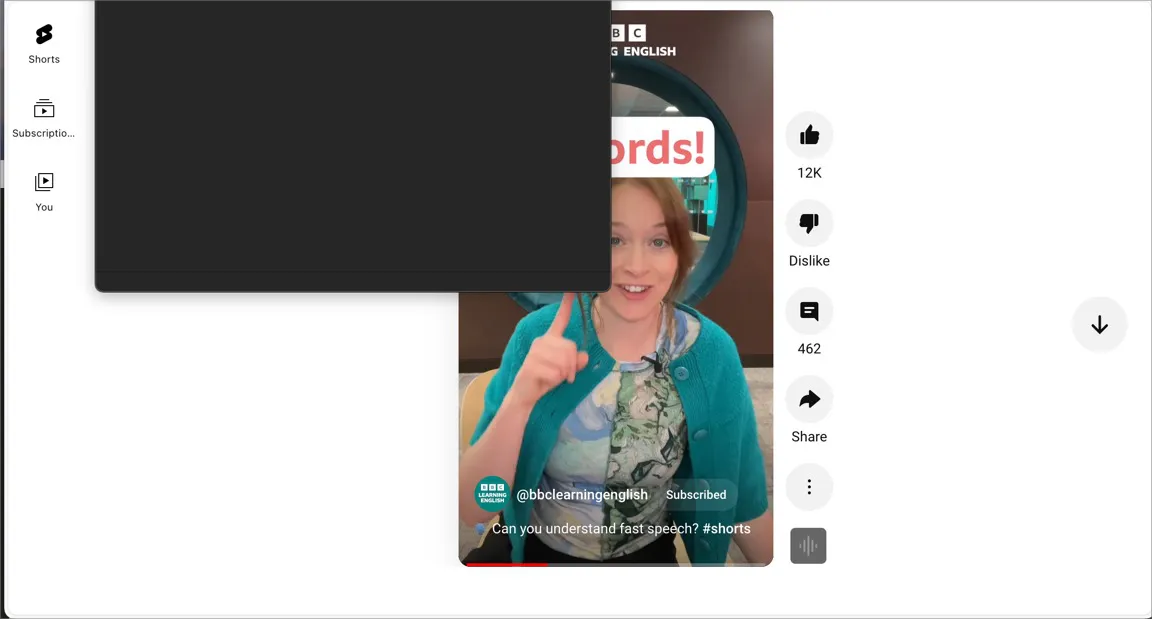 Shorts
Subscriptio...
You
B C
G ENGLISH
ords!
12K
Dislike
462
Share
BBC
LEARNING
ENGLISH
@bbclearningenglish
Subscribed
Can you understand fast speech? #shorts